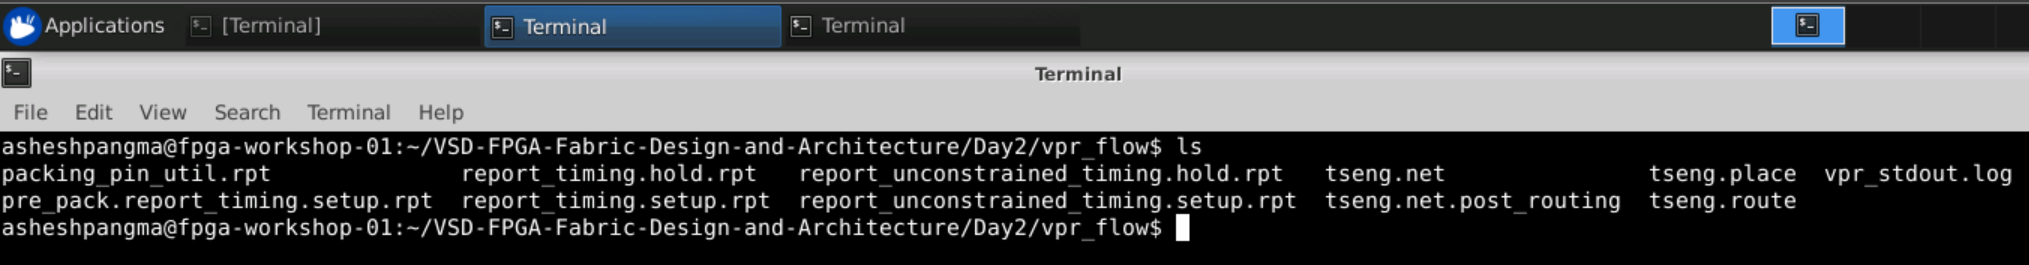 Applications [Terminal] Terminal Terminal
Terminal
File Edit View Search Terminal Help
asheshpangma@fpga-workshop-01:~/VSD-FPGA-Fabric-Design-and-Architecture/Day2/vpr_flow$ ls
packing_pin_util.rpt report_timing.hold.rpt report_unconstrained_timing.hold.rpt tseng.net tseng.place vpr_stdout.log
pre_pack.report_timing.setup.rpt report_timing.setup.rpt report_unconstrained_timing.setup.rpt tseng.net.post_routing tseng.route
asheshpangma@fpga-workshop-01:~/VSD-FPGA-Fabric-Design-and-Architecture/Day2/vpr_flow$